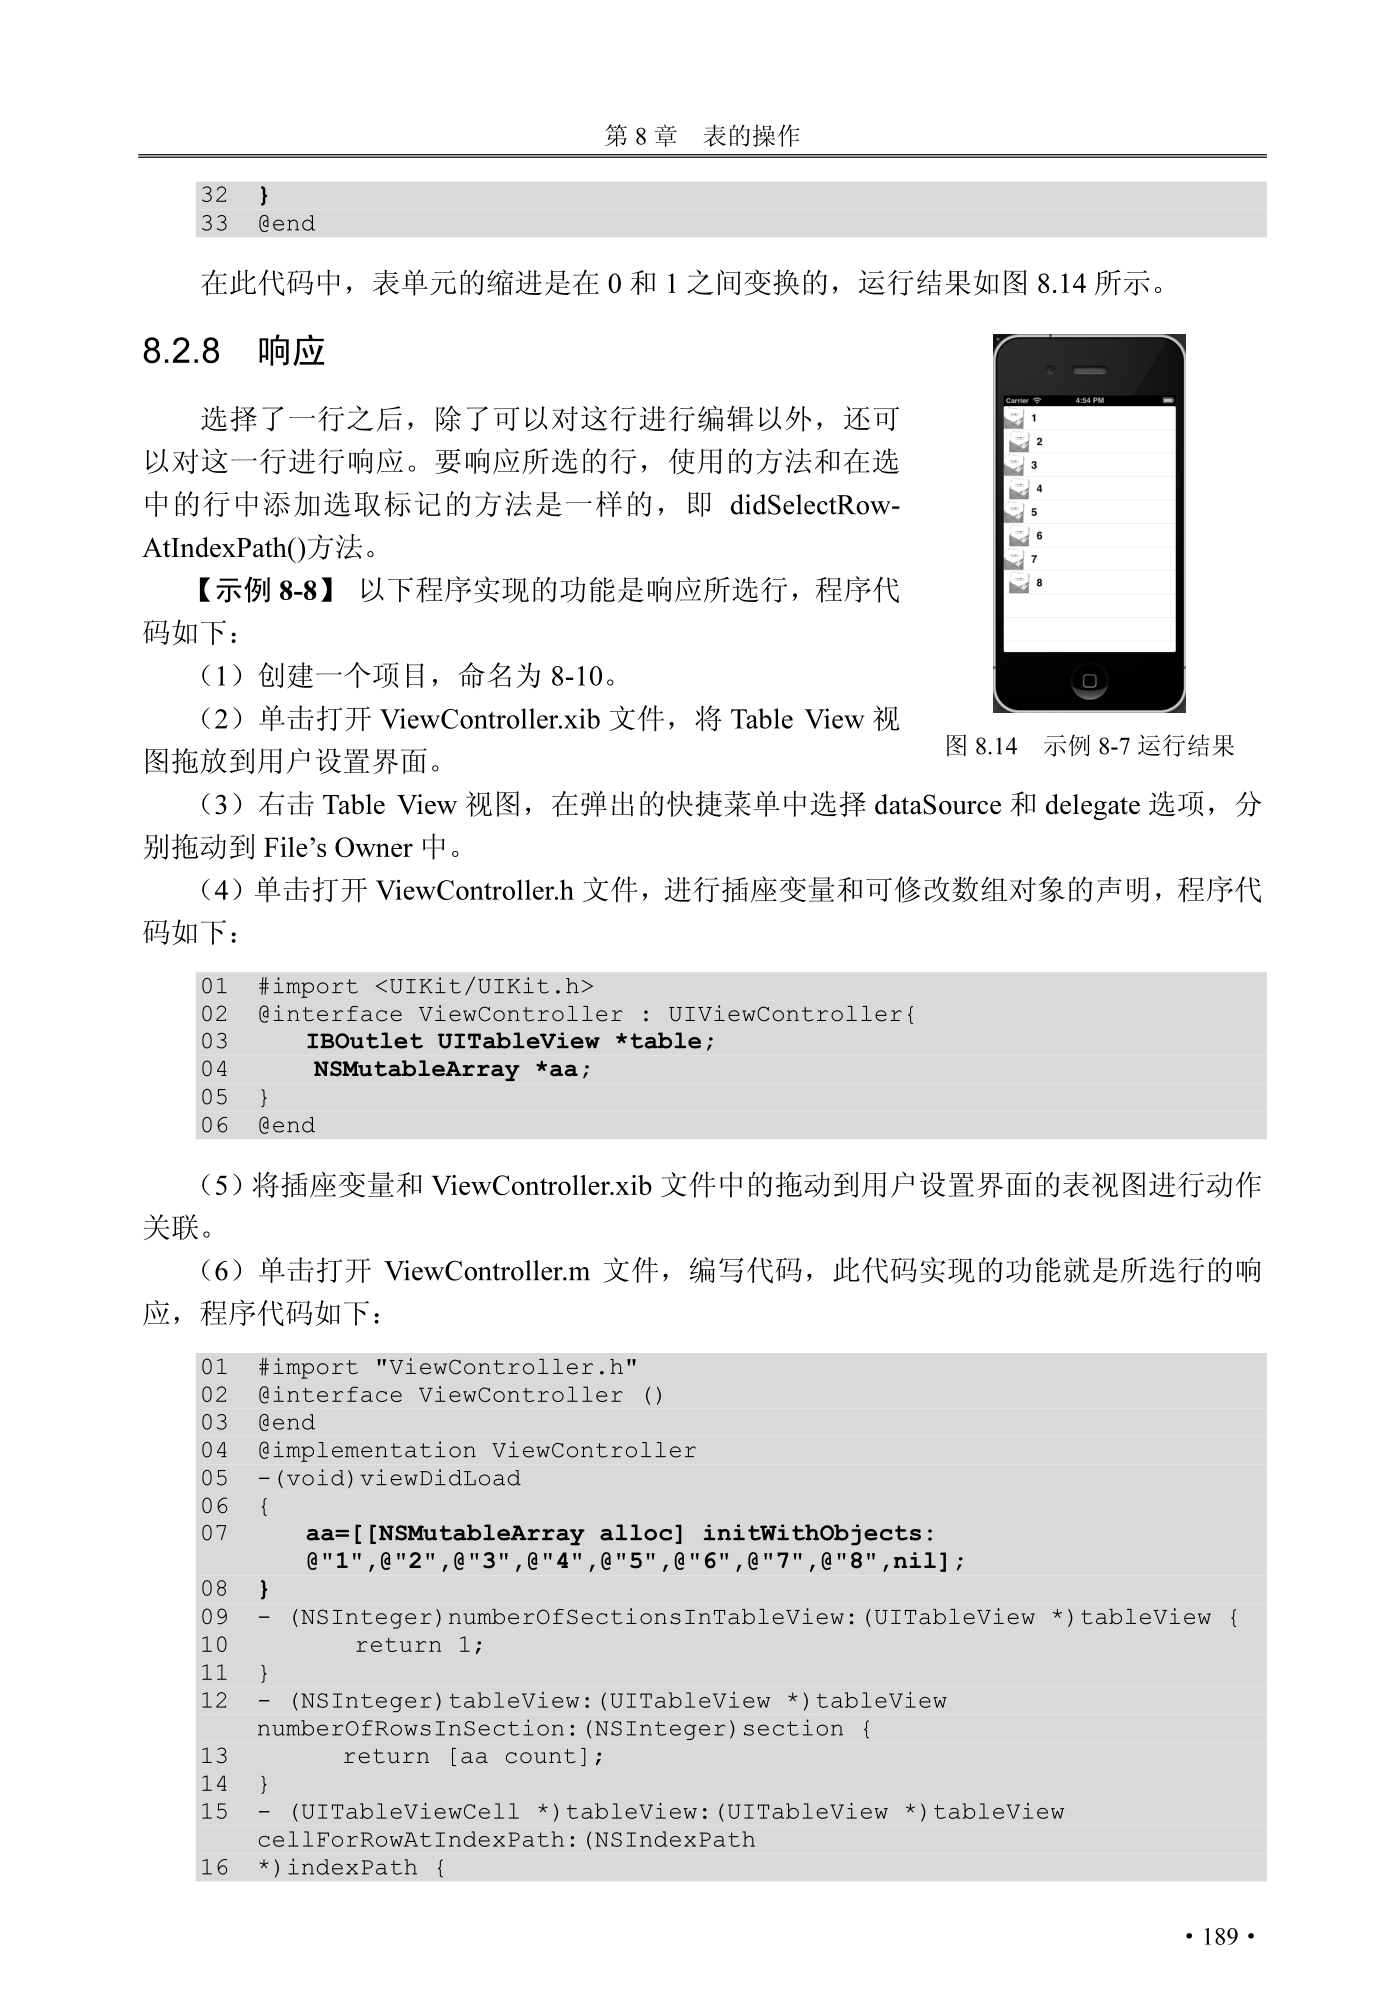 第 8 章　表的操作
32 }
33 @end
在此代码中，表单元的缩进是在 0 和 1 之间变换的，运行结果如图 8.14 所示。
8.2.8　响应
选择了一行之后，除了可以对这行进行编辑以外，还可
以对这一行进行响应。要响应所选的行，使用的方法和在选
中的行中添加选取标记的方法是一样的，即 didSelectRow-
AtIndexPath()方法。
【示例 8-8】 以下程序实现的功能是响应所选行，程序代
码如下：
（1）创建一个项目，命名为 8-10。
（2）单击打开 ViewController.xib 文件，将 Table View 视
图拖放到用户设置界面。
Carrier 4:54 PM
1
2
3
4
5
6
7
8
图 8.14　示例 8-7 运行结果
（3）右击 Table View 视图，在弹出的快捷菜单中选择 dataSource 和 delegate 选项，分
别拖动到 File’s Owner 中。
（4）单击打开 ViewController.h 文件，进行插座变量和可修改数组对象的声明，程序代
码如下：
01 #import <UIKit/UIKit.h>
02 @interface ViewController : UIViewController{
03 IBOutlet UITableView *table;
04 NSMutableArray *aa;
05 }
06 @end
（5）将插座变量和 ViewController.xib 文件中的拖动到用户设置界面的表视图进行动作
关联。
（6）单击打开 ViewController.m 文件，编写代码，此代码实现的功能就是所选行的响
应，程序代码如下：
01 #import "ViewController.h"
02 @interface ViewController ()
03 @end
04 @implementation ViewController
05 -(void)viewDidLoad
06 {
07 aa=[[NSMutableArray alloc] initWithObjects:
@"1",@"2",@"3",@"4",@"5",@"6",@"7",@"8",nil];
08 }
09 - (NSInteger)numberOfSectionsInTableView:(UITableView *)tableView {
10 return 1;
11 }
12 - (NSInteger)tableView:(UITableView *)tableView
numberOfRowsInSection:(NSInteger)section {
13 return [aa count];
14 }
15 - (UITableViewCell *)tableView:(UITableView *)tableView
cellForRowAtIndexPath:(NSIndexPath
16 *)indexPath {
• 189 •